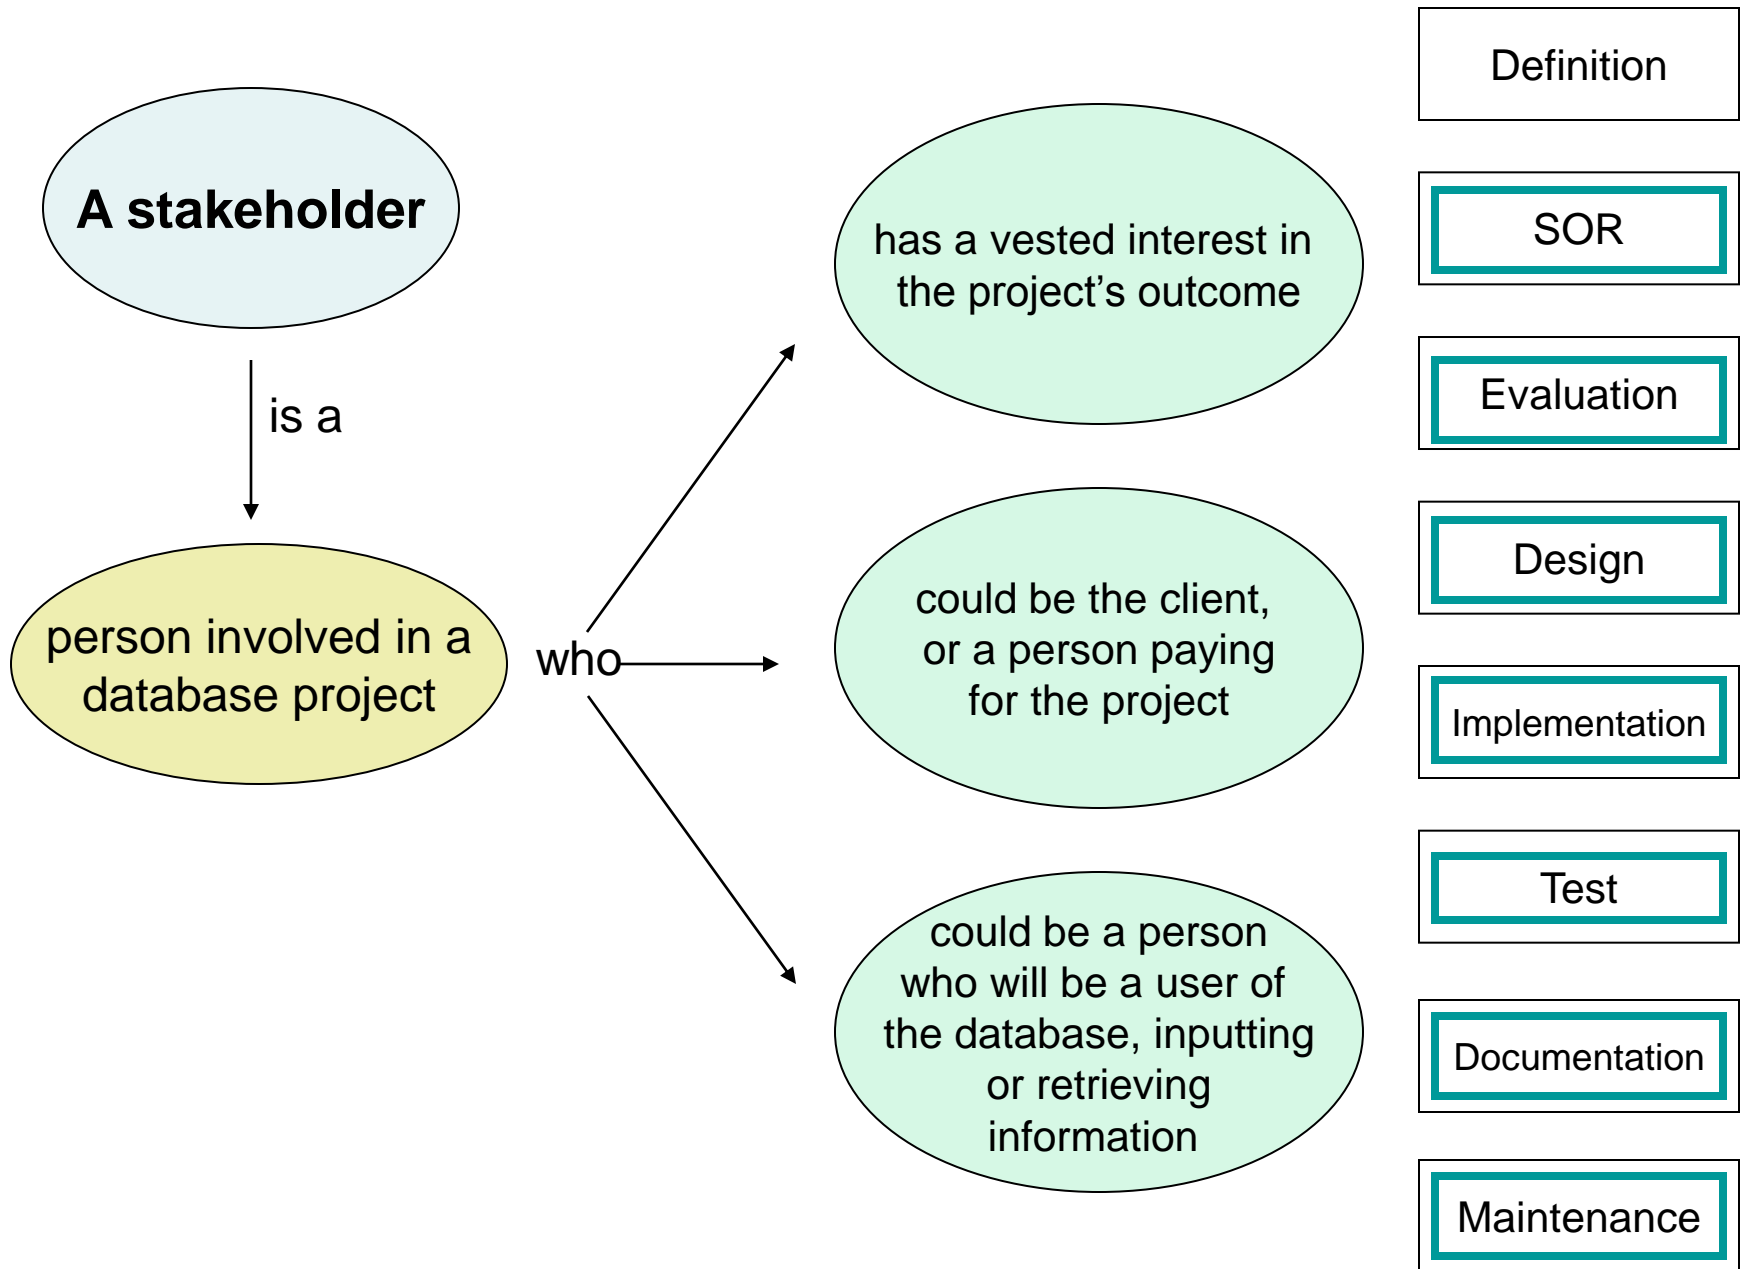 A stakeholder
is a
person involved in a
database project
who
has a vested interest in
the project’s outcome
could be the client,
or a person paying
for the project
could be a person
who will be a user of
the database, inputting
or retrieving
information
Definition
SOR
Evaluation
Design
Implementation
Test
Documentation
Maintenance